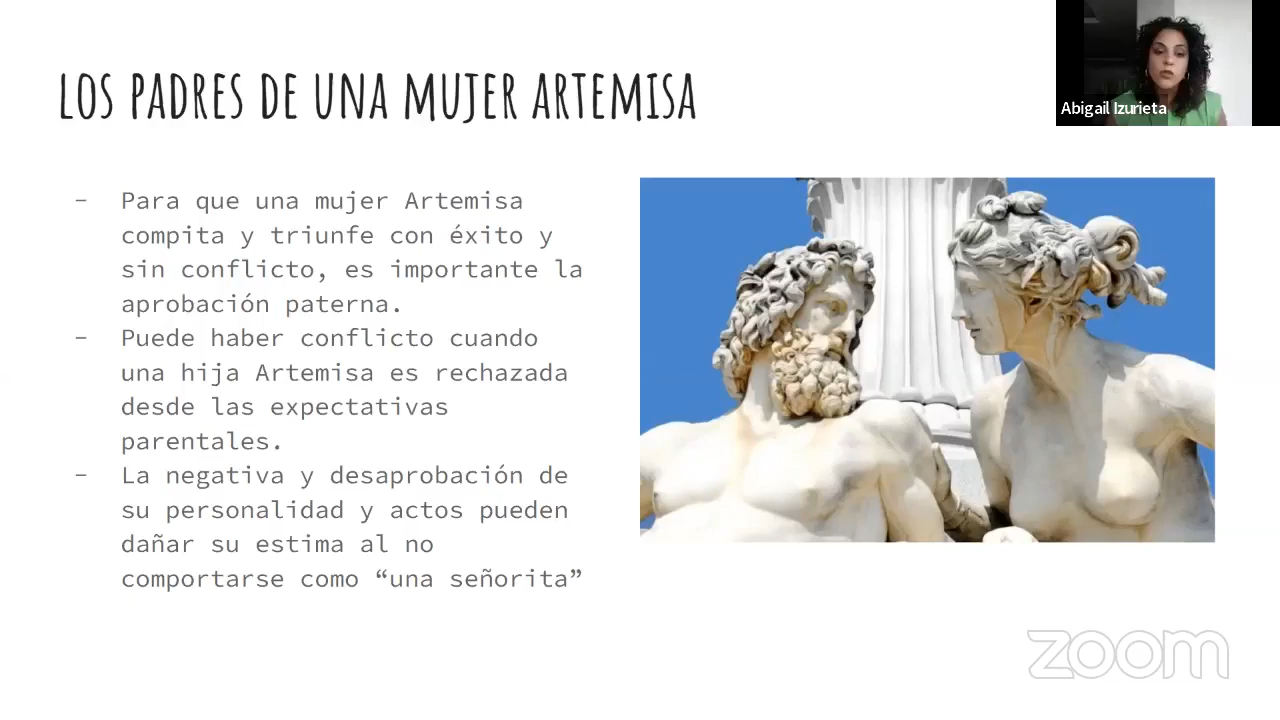 LOS PADRES DE UNA MUJER ARTEMISA
Abigail Izurieta
- Para que una mujer Artemisa
compita y triunfe con éxito y
sin conflicto, es importante la
aprobación paterna.
- Puede haber conflicto cuando
una hija Artemisa es rechazada
desde las expectativas
parentales.
- La negativa y desaprobación de
su personalidad y actos pueden
dañar su estima al no
comportarse como “una señorita”
zoom